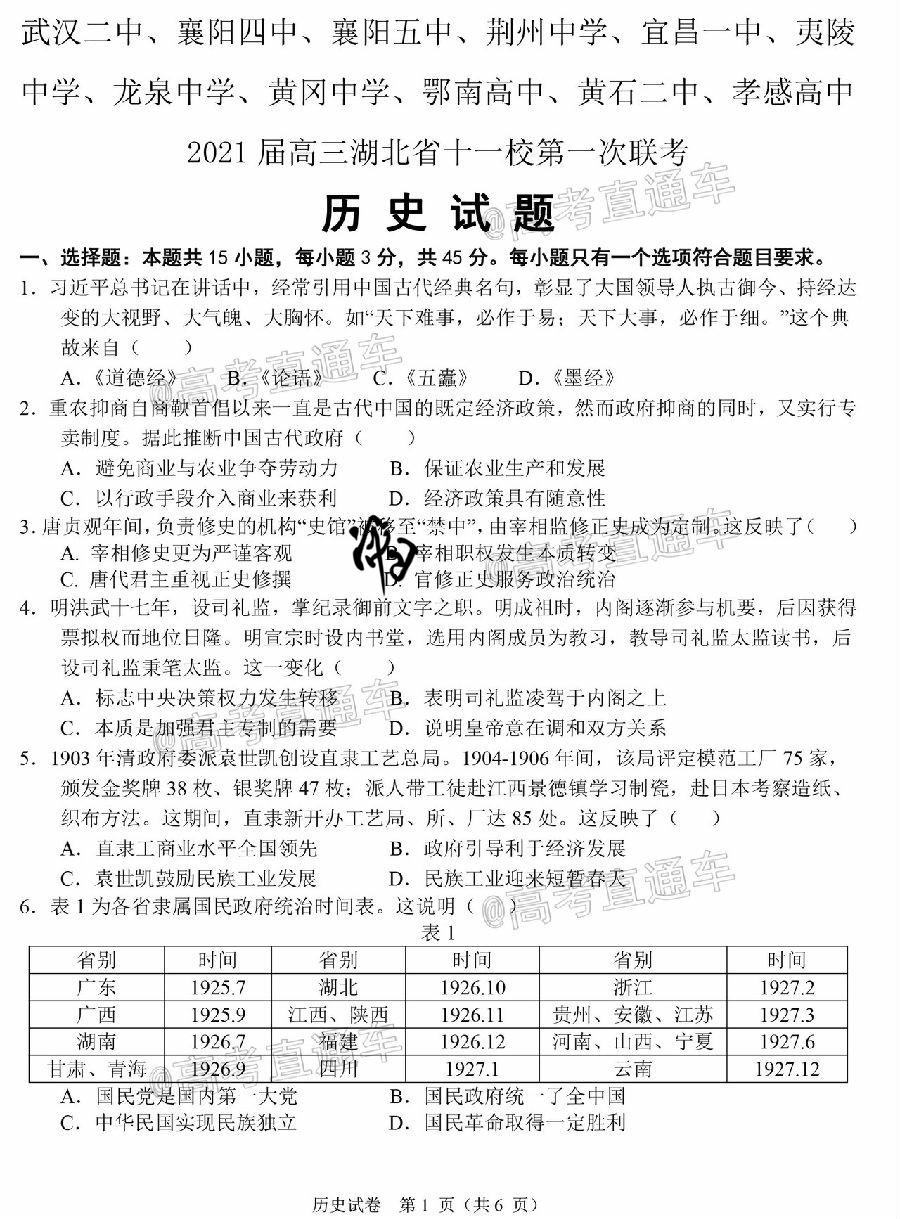 武汉二中、襄阳四中、襄阳五中、荆州中学、宜昌一中、夷陵
中学、龙泉中学、黄冈中学、鄂南高中、黄石二中、孝感高中
2021 届高三湖北省十一校第一次联考
历 史 试 题
@高考直通车
一、选择题：本题共 15 小题，每小题 3 分，共 45 分。每小题只有一个选项符合题目要求。
1．习近平总书记在讲话中，经常引用中国古代经典名句，彰显了大国领导人执古御今、持经达
变的大视野、大气魄、大胸怀。如“天下难事，必作于易；天下大事，必作于细。”这个典
故来自（ ）
@高考直通车
A．《道德经》 B．《论语》 C．《五蠹》 D．《墨经》
2．重农抑商自商鞅首倡以来一直是古代中国的既定经济政策，然而政府抑商的同时，又实行专
卖制度。据此推断中国古代政府（ ）
A．避免商业与农业争夺劳动力 B．保证农业生产和发展
C．以行政手段介入商业来获利 D．经济政策具有随意性
3. 唐贞观年间，负责修史的机构“史馆”被移至“禁中”，由宰相监修正史成为定制。这反映了（ ）
@高考直通车
A. 宰相修史更为严谨客观 B. 宰相职权发生本质转变
C. 唐代君主重视正史修撰 D. 官修正史服务政治统治
4．明洪武十七年，设司礼监，掌纪录御前文字之职。明成祖时，内阁逐渐参与机要，后因获得
票拟权而地位日隆。明宣宗时设内书堂，选用内阁成员为教习，教导司礼监太监读书，后
设司礼监秉笔太监。这一变化（ ）
A．标志中央决策权力发生转移 B．表明司礼监凌驾于内阁之上
@高考直通车
C．本质是加强君主专制的需要 D．说明皇帝意在调和双方关系
5．1903 年清政府委派袁世凯创设直隶工艺总局。1904-1906 年间，该局评定模范工厂 75 家，
颁发金奖牌 38 枚、银奖牌 47 枚；派人带工徒赴江西景德镇学习制瓷，赴日本考察造纸、
织布方法。这期间，直隶新开办工艺局、所、厂达 85 处。这反映了（ ）
A．直隶工商业水平全国领先 B．政府引导利于经济发展
C．袁世凯鼓励民族工业发展 D．民族工业迎来短暂春天
@高考直通车
6．表 1 为各省隶属国民政府统治时间表。这说明（ ）
表 1
省别 时间 省别 时间 省别 时间
广东 1925.7 湖北 1926.10 浙江 1927.2
广西 1925.9 江西、陕西 1926.11 贵州、安徽、江苏 1927.3
湖南 1926.7 福建 1926.12 河南、山西、宁夏 1927.6
甘肃、青海 1926.9 四川 1927.1 云南 1927.12
@高考直通车
A．国民党是国内第一大党 B．国民政府统一了全中国
C．中华民国实现民族独立 D．国民革命取得一定胜利
历史试卷 第 1 页（共 6 页）